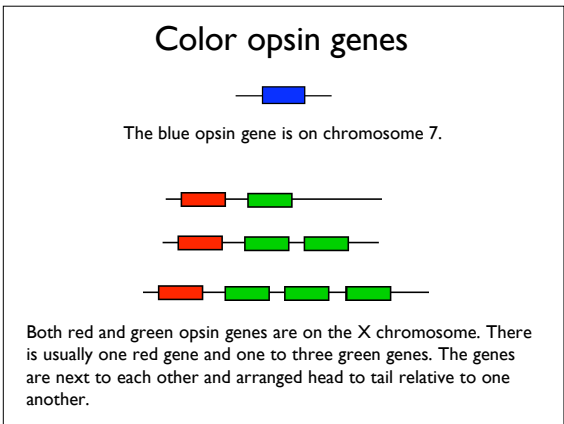 Color opsin genes
The blue opsin gene is on chromosome 7.
Both red and green opsin genes are on the X chromosome. There
is usually one red gene and one to three green genes. The genes
are next to each other and arranged head to tail relative to one
another.